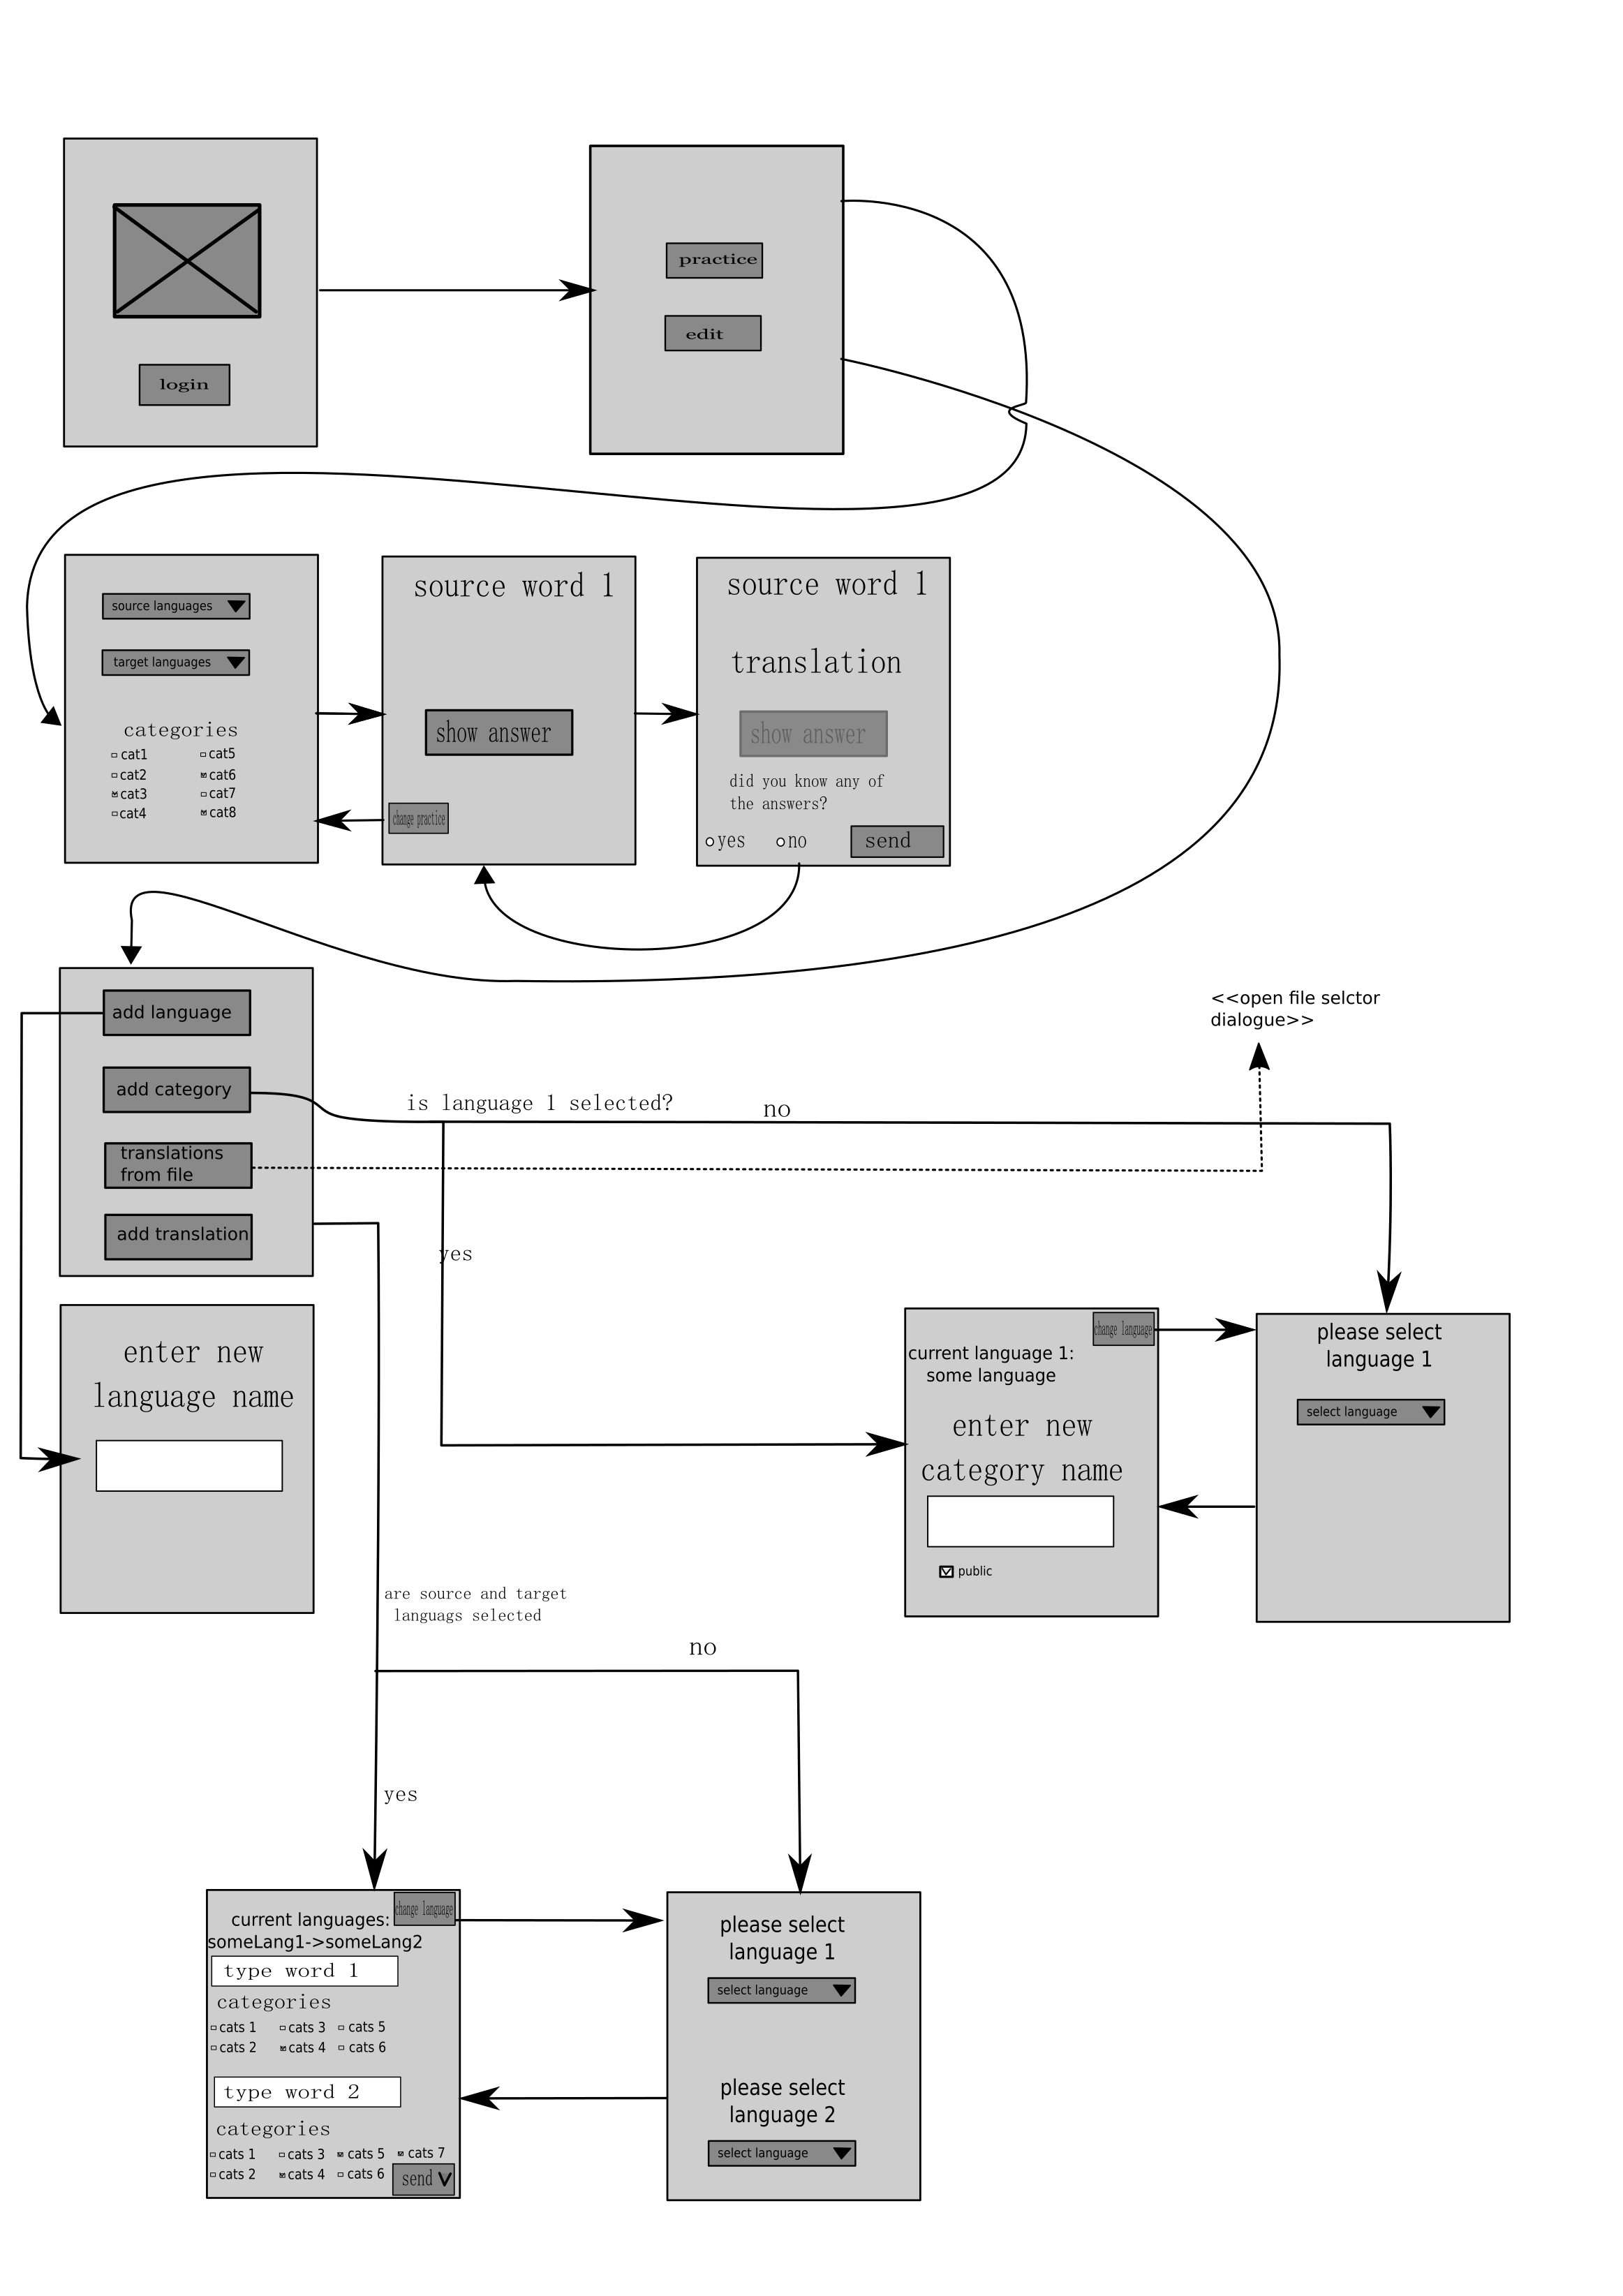 login
practice
edit
source languages
target languages
categories
cat1
cat2
cat3
cat4
cat5
cat6
cat7
cat8
source word 1
show answer
change practice
source word 1
translation
show answer
did you know any of
the answers?
yes
no
send
add language
add category
translations
from file
add translation
<<open file selctor
dialogue>>
is language 1 selected?
no
yes
enter new
language name
change language
current language 1:
some language
enter new
category name
public
please select
language 1
select language
are source and target
languags selected
no
yes
change language
current languages:
someLang1->someLang2
type word 1
categories
cats 1
cats 3
cats 5
cats 2
cats 4
cats 6
type word 2
categories
cats 1
cats 3
cats 5
cats 7
cats 2
cats 4
cats 6
send
please select
language 1
select language
please select
language 2
select language